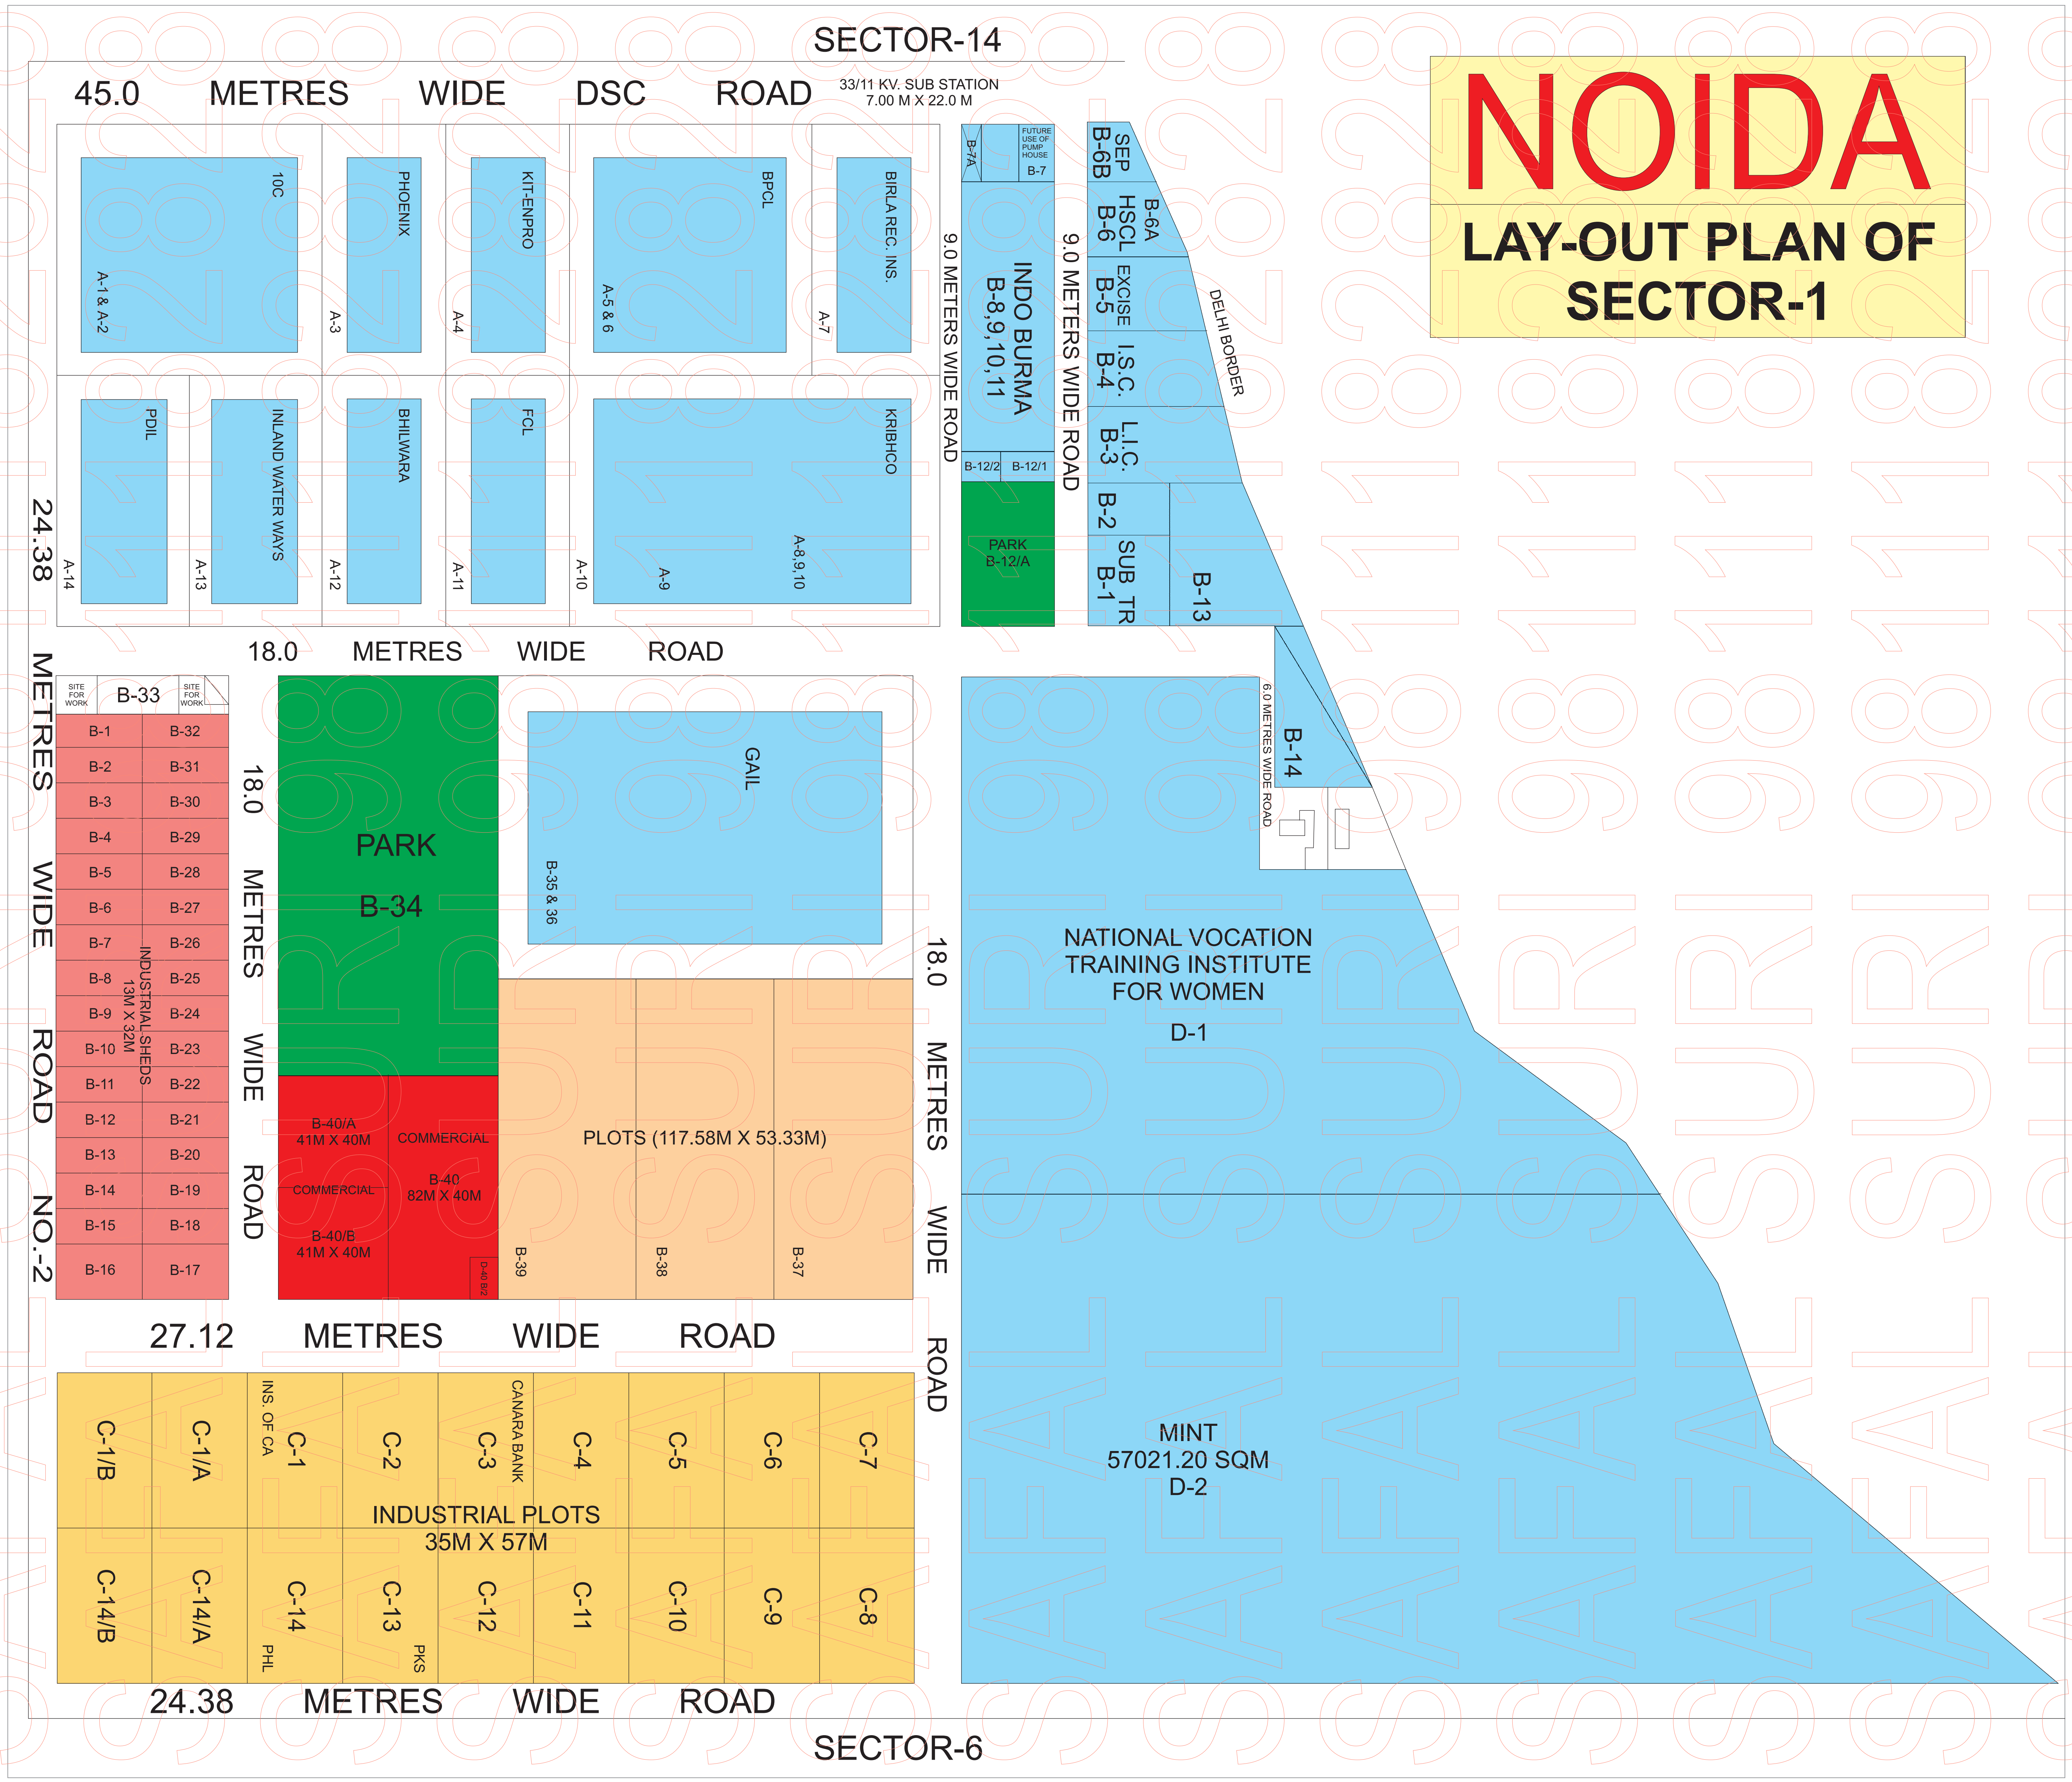 SECTOR-14
45.0 METRES WIDE DSC ROAD
33/11 KV. SUB STATION
7.00 M X 22.0 M
NOIDA
LAY-OUT PLAN OF
SECTOR-1
10C
A-1 & A-2
PHOENIX
A-3
KIT-ENPRO
A-4
BPCL
A-5 & 6
BIRLA REC. INS.
A-7
PDIL
A-14
INLAND WATER WAYS
A-13
BHILWARA
A-12
FCL
A-11
KRIBHCO
A-10
A-9
A-8,9,10
9.0 METERS WIDE ROAD
B-7A
FUTURE
USE OF
PUMP
HOUSE
B-7
INDO BURMA
B-8,9,10,11
B-12/2
B-12/1
PARK
B-12/A
9.0 METERS WIDE ROAD
SEP
B-6B
B-6A
HSCL
B-6
EXCISE
B-5
I.S.C.
B-4
L.I.C.
B-3
B-2
SUB TR
B-1
B-13
DELHI BORDER
24.38 METRES WIDE ROAD NO.-2
18.0 METRES WIDE ROAD
SITE
FOR
WORK
B-33
SITE
FOR
WORK
B-1 B-32
B-2 B-31
B-3 B-30
B-4 B-29
B-5 B-28
B-6 B-27
B-7 B-26
B-8 B-25
B-9 B-24
B-10 B-23
B-11 B-22
B-12 B-21
B-13 B-20
B-14 B-19
B-15 B-18
B-16 B-17
INDUSTRIAL SHEDS
13M X 32M
18.0 METRES WIDE ROAD
PARK
B-34
GAIL
B-35 & 36
B-40/A
41M X 40M
COMMERCIAL
B-40/B
41M X 40M
COMMERCIAL
B-40
82M X 40M
D-40 B/2
PLOTS (117.58M X 53.33M)
B-39
B-38
B-37
18.0 METRES WIDE ROAD
6.0 METRES WIDE ROAD
B-14
NATIONAL VOCATION
TRAINING INSTITUTE
FOR WOMEN
D-1
MINT
57021.20 SQM
D-2
27.12 METRES WIDE ROAD
C-1/B
C-1/A
INS. OF CA
C-1
C-2
C-3
CANARA BANK
C-4
C-5
C-6
C-7
INDUSTRIAL PLOTS
35M X 57M
C-14/B
C-14/A
C-14
PHL
C-13
PKS
C-12
C-11
C-10
C-9
C-8
24.38 METRES WIDE ROAD
SECTOR-6